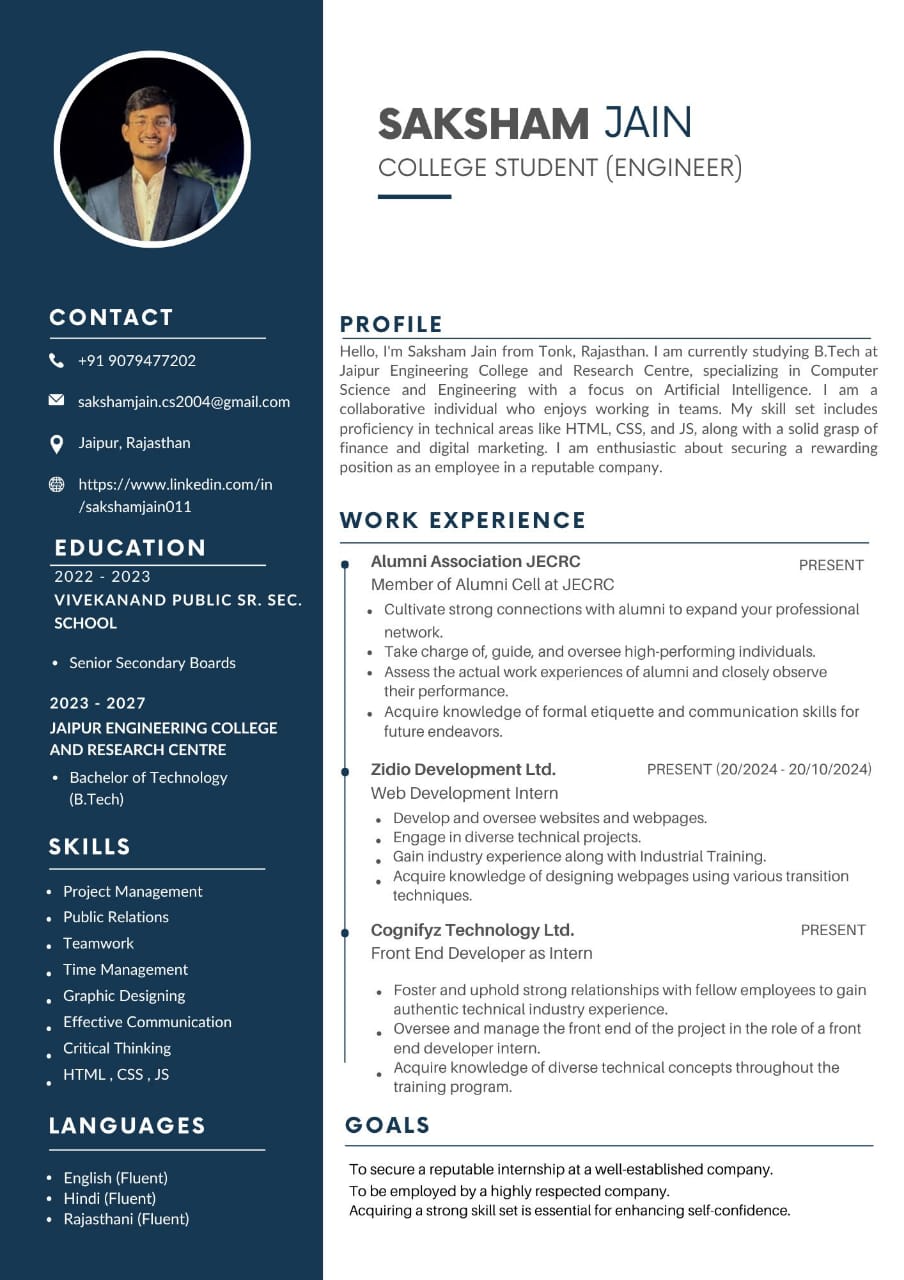 SAKSHAM JAIN
COLLEGE STUDENT (ENGINEER)
CONTACT
+91 9079477202
sakshamjain.cs2004@gmail.com
Jaipur, Rajasthan
https://www.linkedin.com/in
/sakshamjain011
EDUCATION
2022 - 2023
VIVEKANAND PUBLIC SR. SEC.
SCHOOL
• Senior Secondary Boards
2023 - 2027
JAIPUR ENGINEERING COLLEGE
AND RESEARCH CENTRE
• Bachelor of Technology
(B.Tech)
SKILLS
• Project Management
• Public Relations
• Teamwork
• Time Management
• Graphic Designing
• Effective Communication
• Critical Thinking
• HTML , CSS , JS
LANGUAGES
• English (Fluent)
• Hindi (Fluent)
• Rajasthani (Fluent)
PROFILE
Hello, I'm Saksham Jain from Tonk, Rajasthan. I am currently studying B.Tech at
Jaipur Engineering College and Research Centre, specializing in Computer
Science and Engineering with a focus on Artificial Intelligence. I am a
collaborative individual who enjoys working in teams. My skill set includes
proficiency in technical areas like HTML, CSS, and JS, along with a solid grasp of
finance and digital marketing. I am enthusiastic about securing a rewarding
position as an employee in a reputable company.
WORK EXPERIENCE
Alumni Association JECRC PRESENT
Member of Alumni Cell at JECRC
• Cultivate strong connections with alumni to expand your professional
network.
• Take charge of, guide, and oversee high-performing individuals.
• Assess the actual work experiences of alumni and closely observe
their performance.
• Acquire knowledge of formal etiquette and communication skills for
future endeavors.
Zidio Development Ltd. PRESENT (20/2024 - 20/10/2024)
Web Development Intern
• Develop and oversee websites and webpages.
• Engage in diverse technical projects.
• Gain industry experience along with Industrial Training.
• Acquire knowledge of designing webpages using various transition
techniques.
Cognifyz Technology Ltd. PRESENT
Front End Developer as Intern
• Foster and uphold strong relationships with fellow employees to gain
authentic technical industry experience.
• Oversee and manage the front end of the project in the role of a front
end developer intern.
• Acquire knowledge of diverse technical concepts throughout the
training program.
GOALS
To secure a reputable internship at a well-established company.
To be employed by a highly respected company.
Acquiring a strong skill set is essential for enhancing self-confidence.